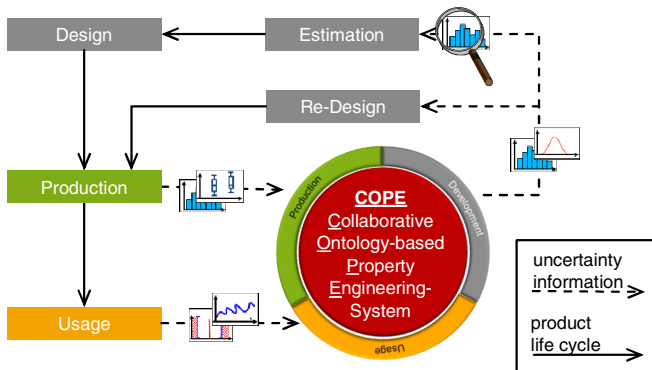 Design
Estimation
Re-Design
Production
Usage
Production
Development
Usage
COPE
Collaborative
Ontology-based
Property
Engineering-
System
uncertainty
information
product
life cycle